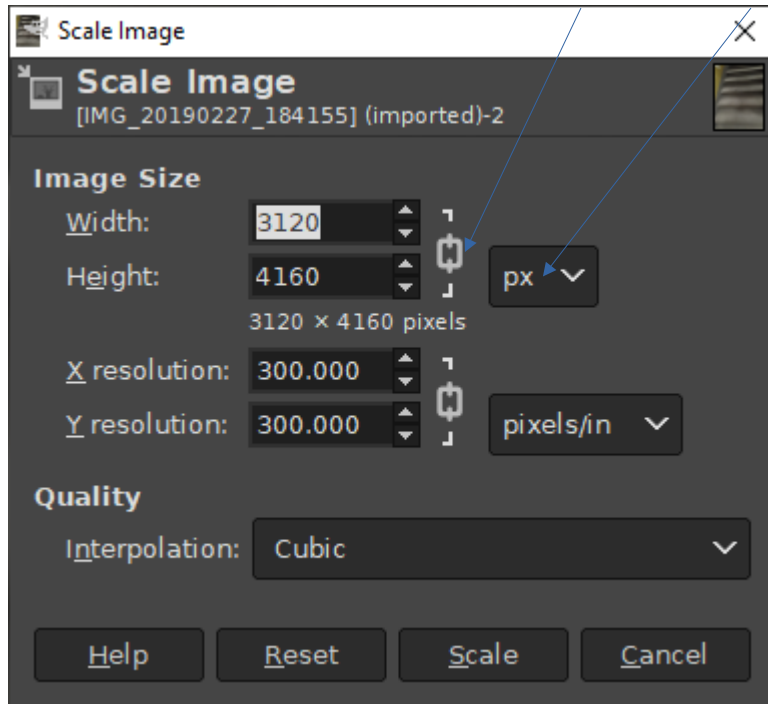 Scale Image
Scale Image
[IMG_20190227_184155] (imported)-2
Image Size
Width: 3120
Height: 4160 px
3120 × 4160 pixels
X resolution: 300.000
Y resolution: 300.000 pixels/in
Quality
Interpolation: Cubic
Help Reset Scale Cancel